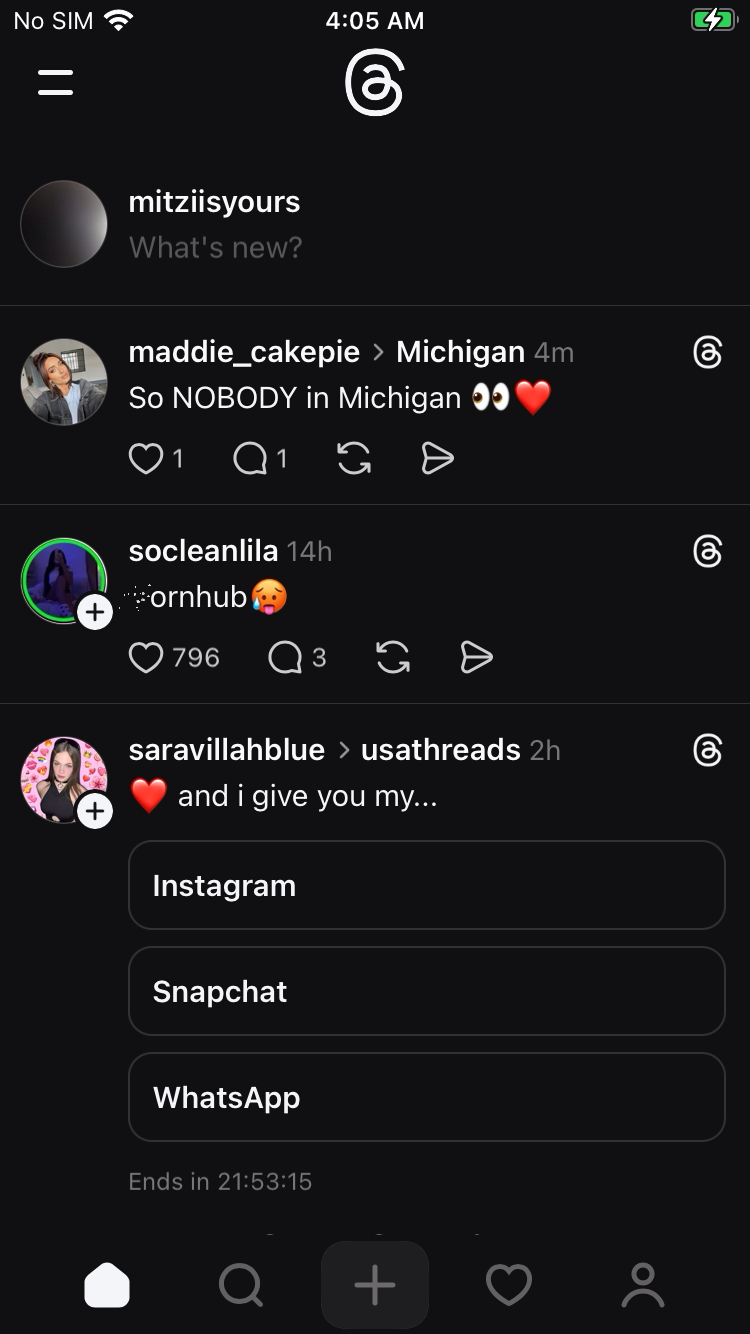 No SIM 4:05 AM
mitziisyours
What's new?
maddie_cakepie > Michigan 4m
So NOBODY in Michigan 👀❤️
1 1
socleanlila 14h
ornhub🥵
796 3
saravillahblue > usathreads 2h
❤️ and i give you my...
Instagram
Snapchat
WhatsApp
Ends in 21:53:15